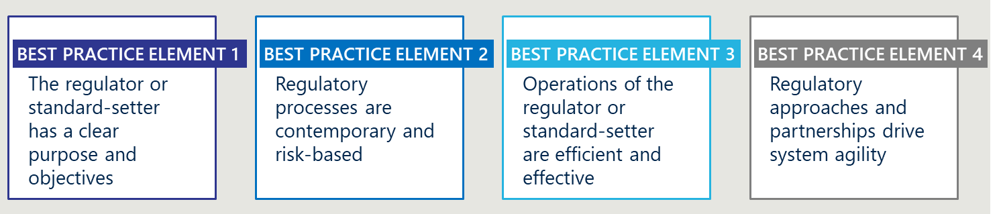 BEST PRACTICE ELEMENT 1
The regulator or
standard-setter
has a clear
purpose and
objectives
BEST PRACTICE ELEMENT 2
Regulatory
processes are
contemporary and
risk-based
BEST PRACTICE ELEMENT 3
Operations of the
regulator or
standard-setter
are efficient and
effective
BEST PRACTICE ELEMENT 4
Regulatory
approaches and
partnerships drive
system agility